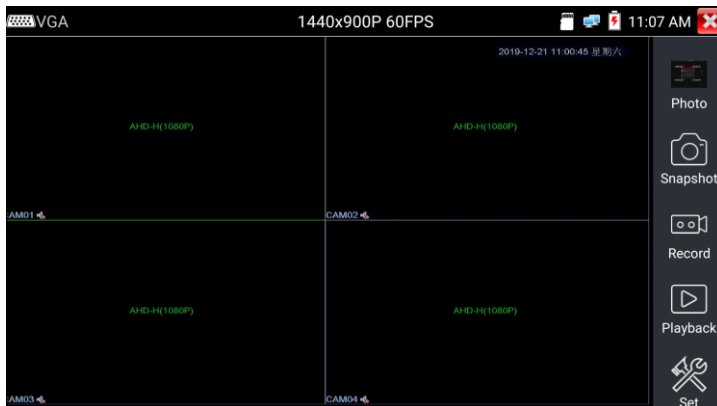 VGA
1440x900P 60FPS
11:07 AM
2019-12-21 11:00:45 星期六
AHD-H(1080P)
AHD-H(1080P)
CAM01
CAM02
AHD-H(1080P)
AHD-H(1080P)
CAM03
CAM04
Photo
Snapshot
Record
Playback
Set